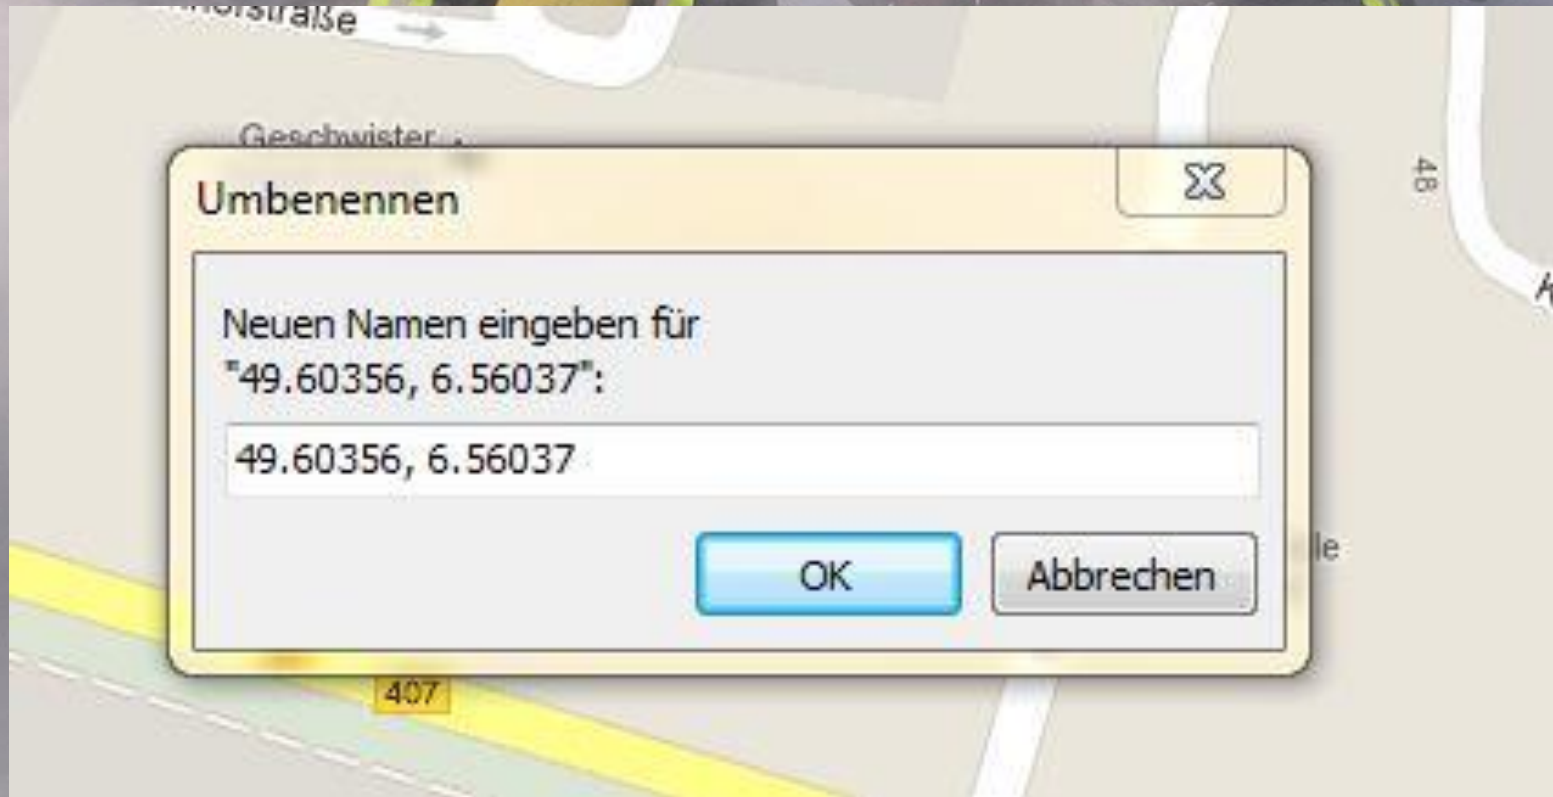 Geschwister
Umbenennen
48
Neuen Namen eingeben für
"49.60356, 6.56037":
49.60356, 6.56037
OK
Abbrechen
407